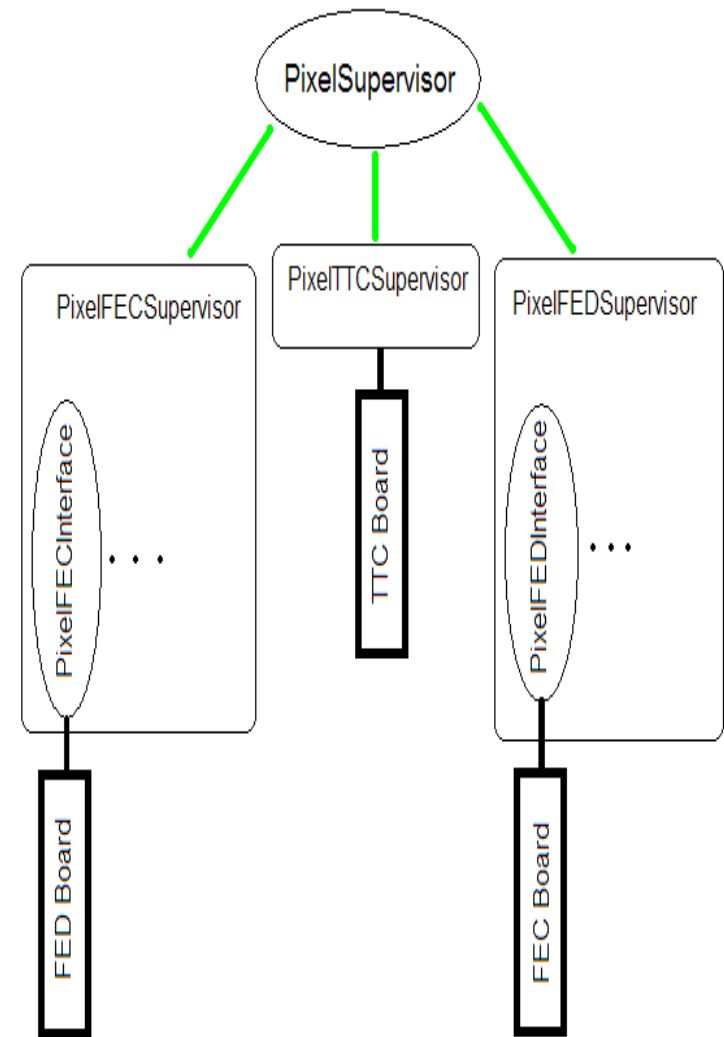 PixelSupervisor
PixelFECSupervisor
PixelTTCSupervisor
PixelFEDSupervisor
PixelFECInterface
. . .
TTC Board
PixelFEDInterface
...
FED Board
FEC Board